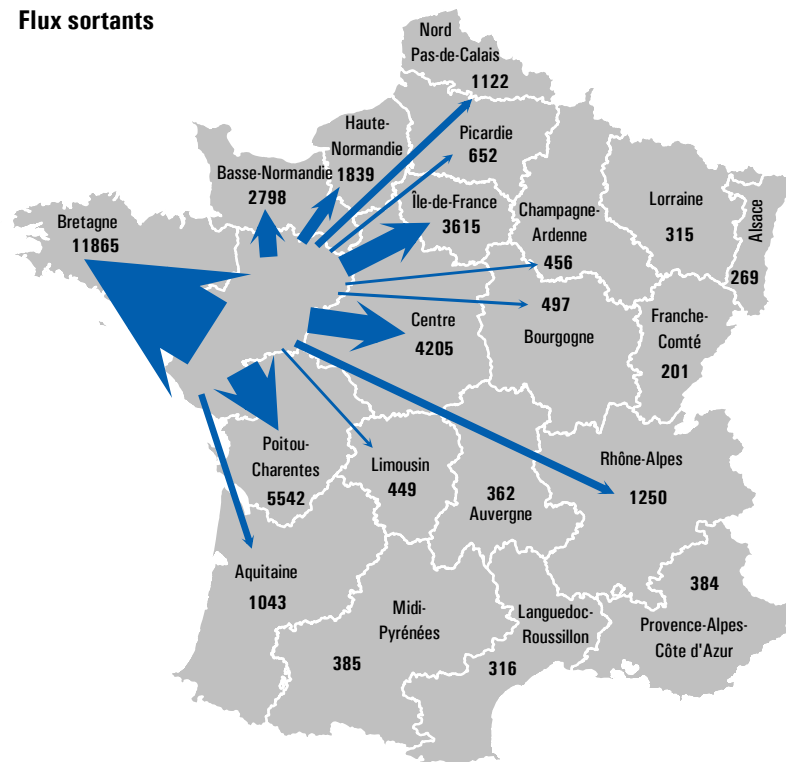 Flux sortants
Nord
Pas-de-Calais
1122
Haute-
Normandie
1839
Picardie
652
Basse-Normandie
2798
Île-de-France
3615
Champagne-
Ardenne
456
Lorraine
315
Alsace
269
Bretagne
11865
Centre
4205
497
Bourgogne
Franche-
Comté
201
Poitou-
Charentes
5542
Limousin
449
362
Auvergne
Rhône-Alpes
1250
Aquitaine
1043
Midi-
Pyrénées
385
Languedoc-
Roussillon
316
384
Provence-Alpes-
Côte d'Azur